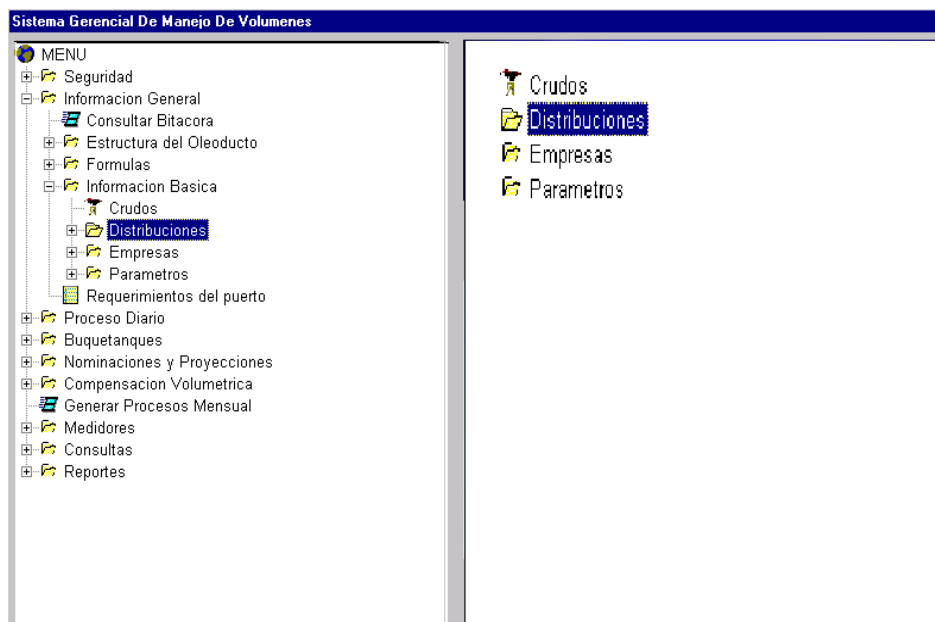 Sistema Gerencial De Manejo De Volumenes
MENU
Seguridad
Informacion General
Consultar Bitacora
Estructura del Oleoducto
Formulas
Informacion Basica
Crudos
Distribuciones
Empresas
Parametros
Requerimientos del puerto
Proceso Diario
Buquetanques
Nominaciones y Proyecciones
Compensacion Volumetrica
Generar Procesos Mensual
Medidores
Consultas
Reportes
Crudos
Distribuciones
Empresas
Parametros